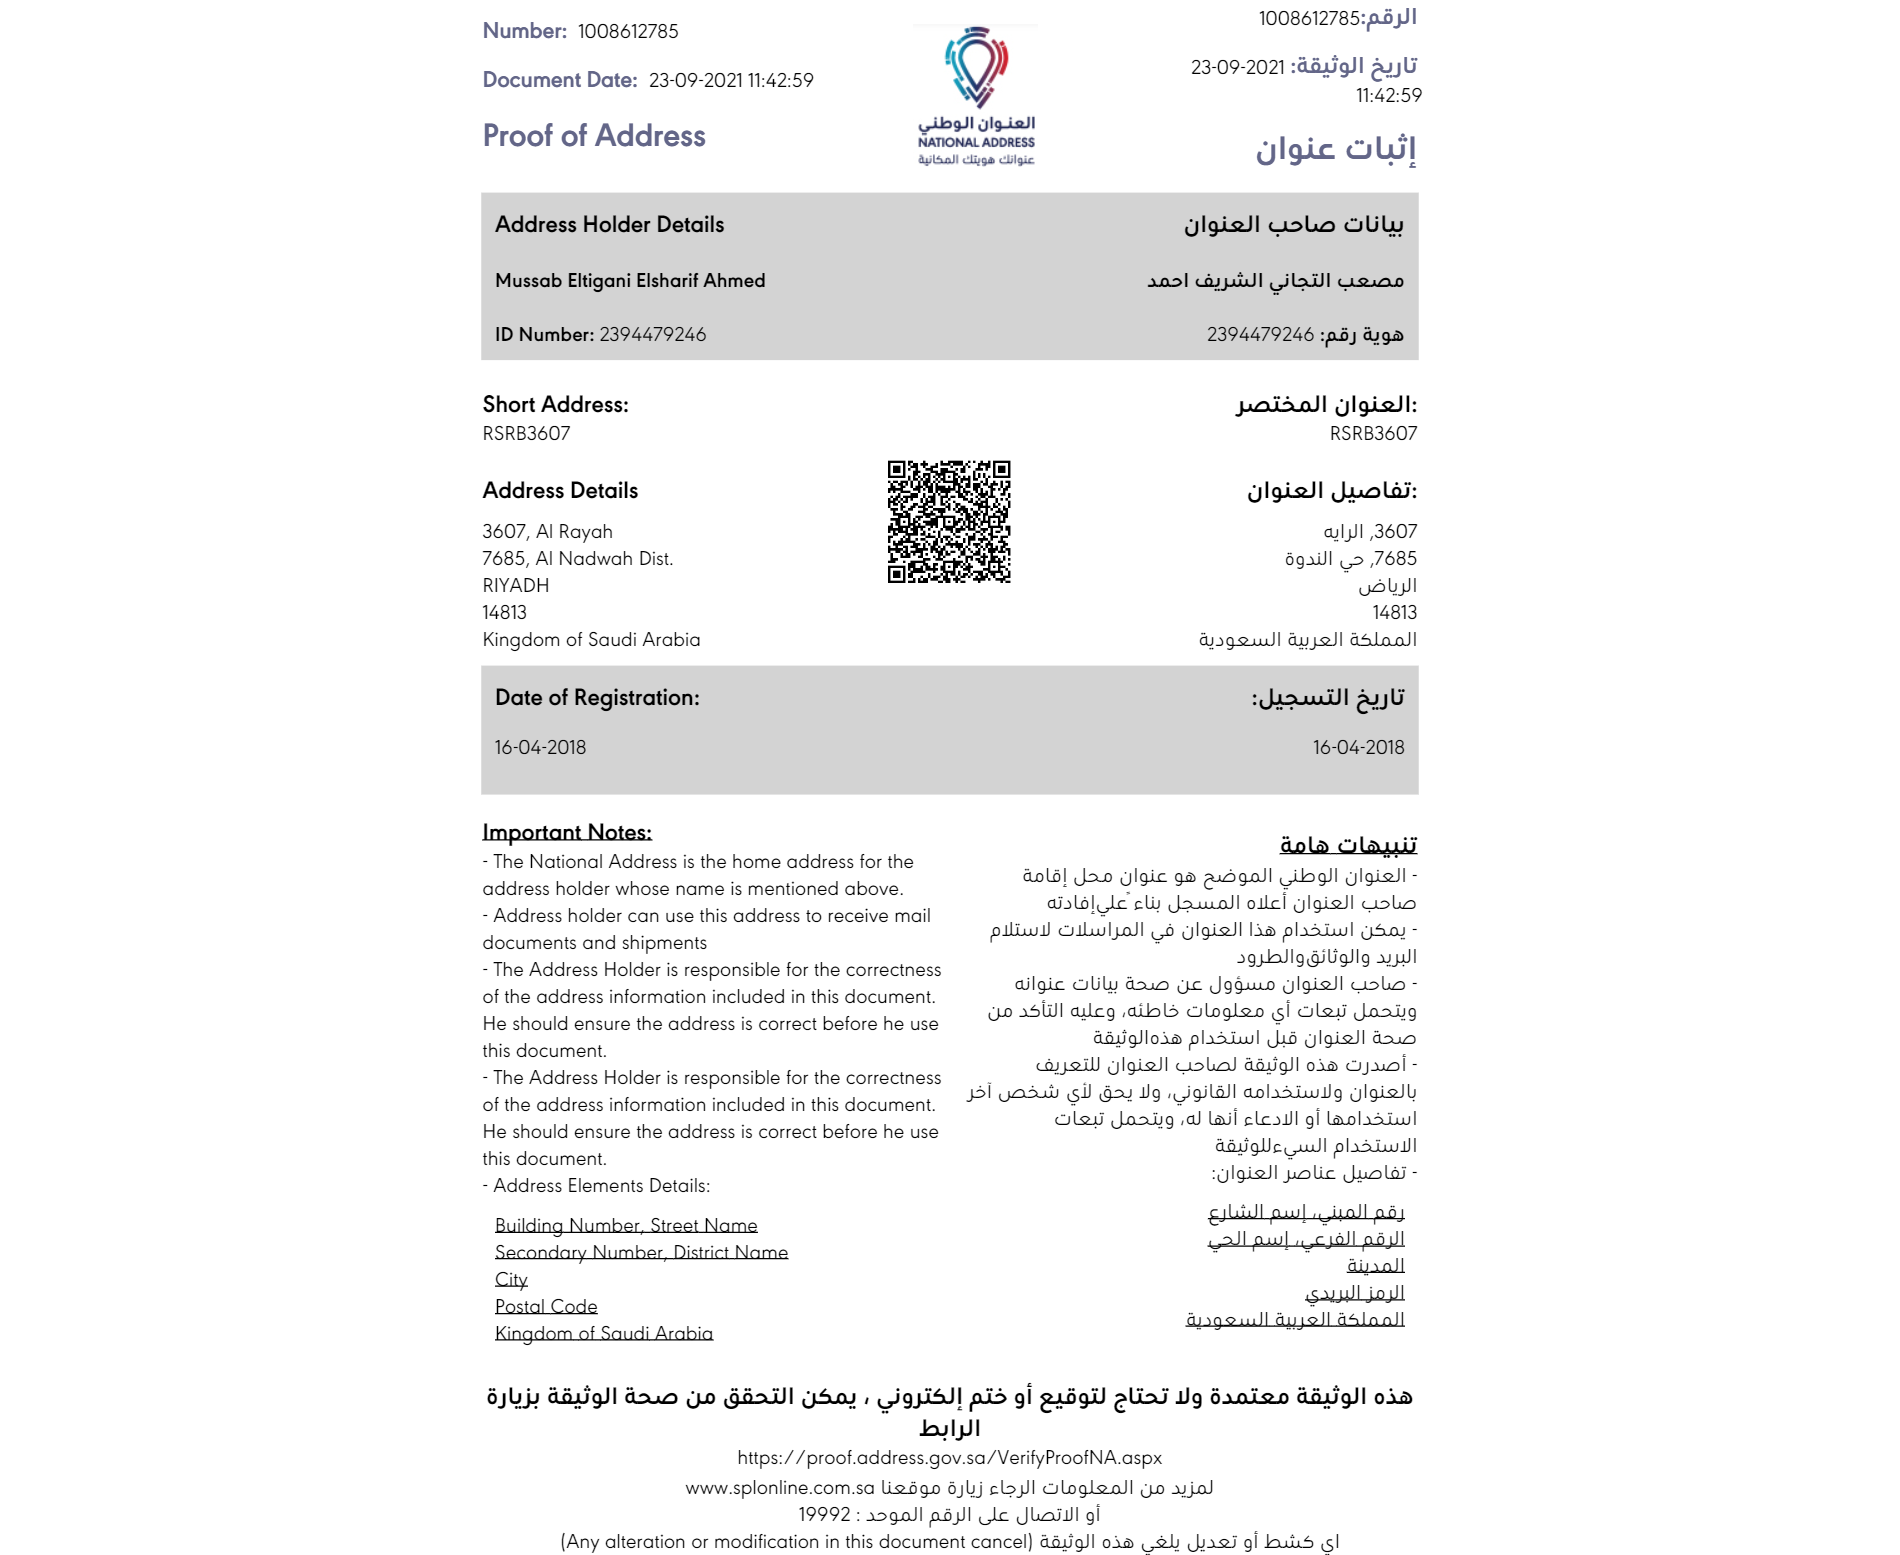 Number: 1008612785
الرقم:1008612785
Document Date: 23-09-2021 11:42:59
تاريخ الوثيقة: 23-09-2021
11:42:59
العنوان الوطني
NATIONAL ADDRESS
عنوانك هويتك المكانية
Proof of Address
إثبات عنوان
Address Holder Details
بيانات صاحب العنوان
Mussab Eltigani Elsharif Ahmed
مصعب التجاني الشريف احمد
ID Number: 2394479246
هوية رقم: 2394479246
Short Address:
العنوان المختصر:
RSRB3607
RSRB3607
Address Details
تفاصيل العنوان:
3607, Al Rayah
7685, Al Nadwah Dist.
RIYADH
14813
Kingdom of Saudi Arabia
3607, الرايه
7685, حي الندوة
الرياض
14813
المملكة العربية السعودية
Date of Registration:
تاريخ التسجيل:
16-04-2018
16-04-2018
Important Notes:
- The National Address is the home address for the
address holder whose name is mentioned above.
- Address holder can use this address to receive mail
documents and shipments
- The Address Holder is responsible for the correctness
of the address information included in this document.
He should ensure the address is correct before he use
this document.
- The Address Holder is responsible for the correctness
of the address information included in this document.
He should ensure the address is correct before he use
this document.
- Address Elements Details:
Building Number, Street Name
Secondary Number, District Name
City
Postal Code
Kingdom of Saudi Arabia
تنبيهات هامة
- العنوان الوطني الموضح هو عنوان محل إقامة
صاحب العنوان أعلاه المسجل بناء ًعليإفادته
- يمكن استخدام هذا العنوان في المراسلات لاستلام
البريد والوثائقوالطرود
- صاحب العنوان مسؤول عن صحة بيانات عنوانه
ويتحمل تبعات أي معلومات خاطئه، وعليه التأكد من
صحة العنوان قبل استخدام هذهالوثيقة
- أصدرت هذه الوثيقة لصاحب العنوان للتعريف
بالعنوان ولاستخدامه القانوني، ولا يحق لأي شخص آخر
استخدامها أو الادعاء أنها له، ويتحمل تبعات
الاستخدام السيءللوثيقة
- تفاصيل عناصر العنوان:
رقم المبني، إسم الشارع
الرقم الفرعي، إسم الحي
المدينة
الرمز البريدي
المملكة العربية السعودية
هذه الوثيقة معتمدة ولا تحتاج لتوقيع أو ختم إلكتروني ، يمكن التحقق من صحة الوثيقة بزيارة
الرابط
https://proof.address.gov.sa/VerifyProofNA.aspx
لمزيد من المعلومات الرجاء زيارة موقعنا www.splonline.com.sa
أو الاتصال على الرقم الموحد : 19992
اي كشط أو تعديل يلغي هذه الوثيقة (Any alteration or modification in this document cancel)